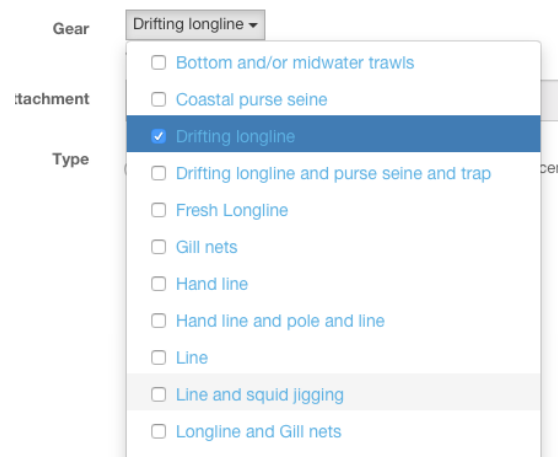 Gear
Drifting longline
Bottom and/or midwater trawls
ttachment
Coastal purse seine
Drifting longline
Type
Drifting longline and purse seine and trap
cer
Fresh Longline
Gill nets
Hand line
Hand line and pole and line
Line
Line and squid jigging
Longline and Gill nets